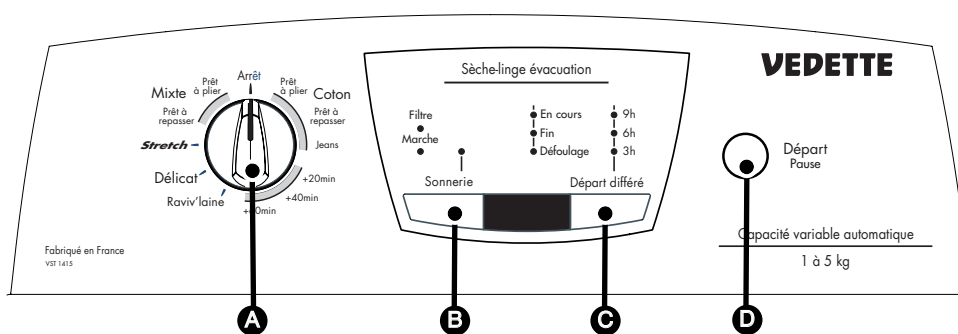 Sèche-linge évacuation
VEDETTE
Arrêt
Mixte
Prêt
à plier
Prêt
à plier
Coton
Prêt à
repasser
Prêt à
repasser
Stretch
Jeans
Délicat
Raviv'laine
+20min
+40min
Filtre
Marche
Sonnerie
En cours
Fin
Défoulage
9h
6h
3h
Départ différé
Départ
Pause
Capacité variable automatique
1 à 5 kg
Fabriqué en France
VST 1415
A
B
C
D